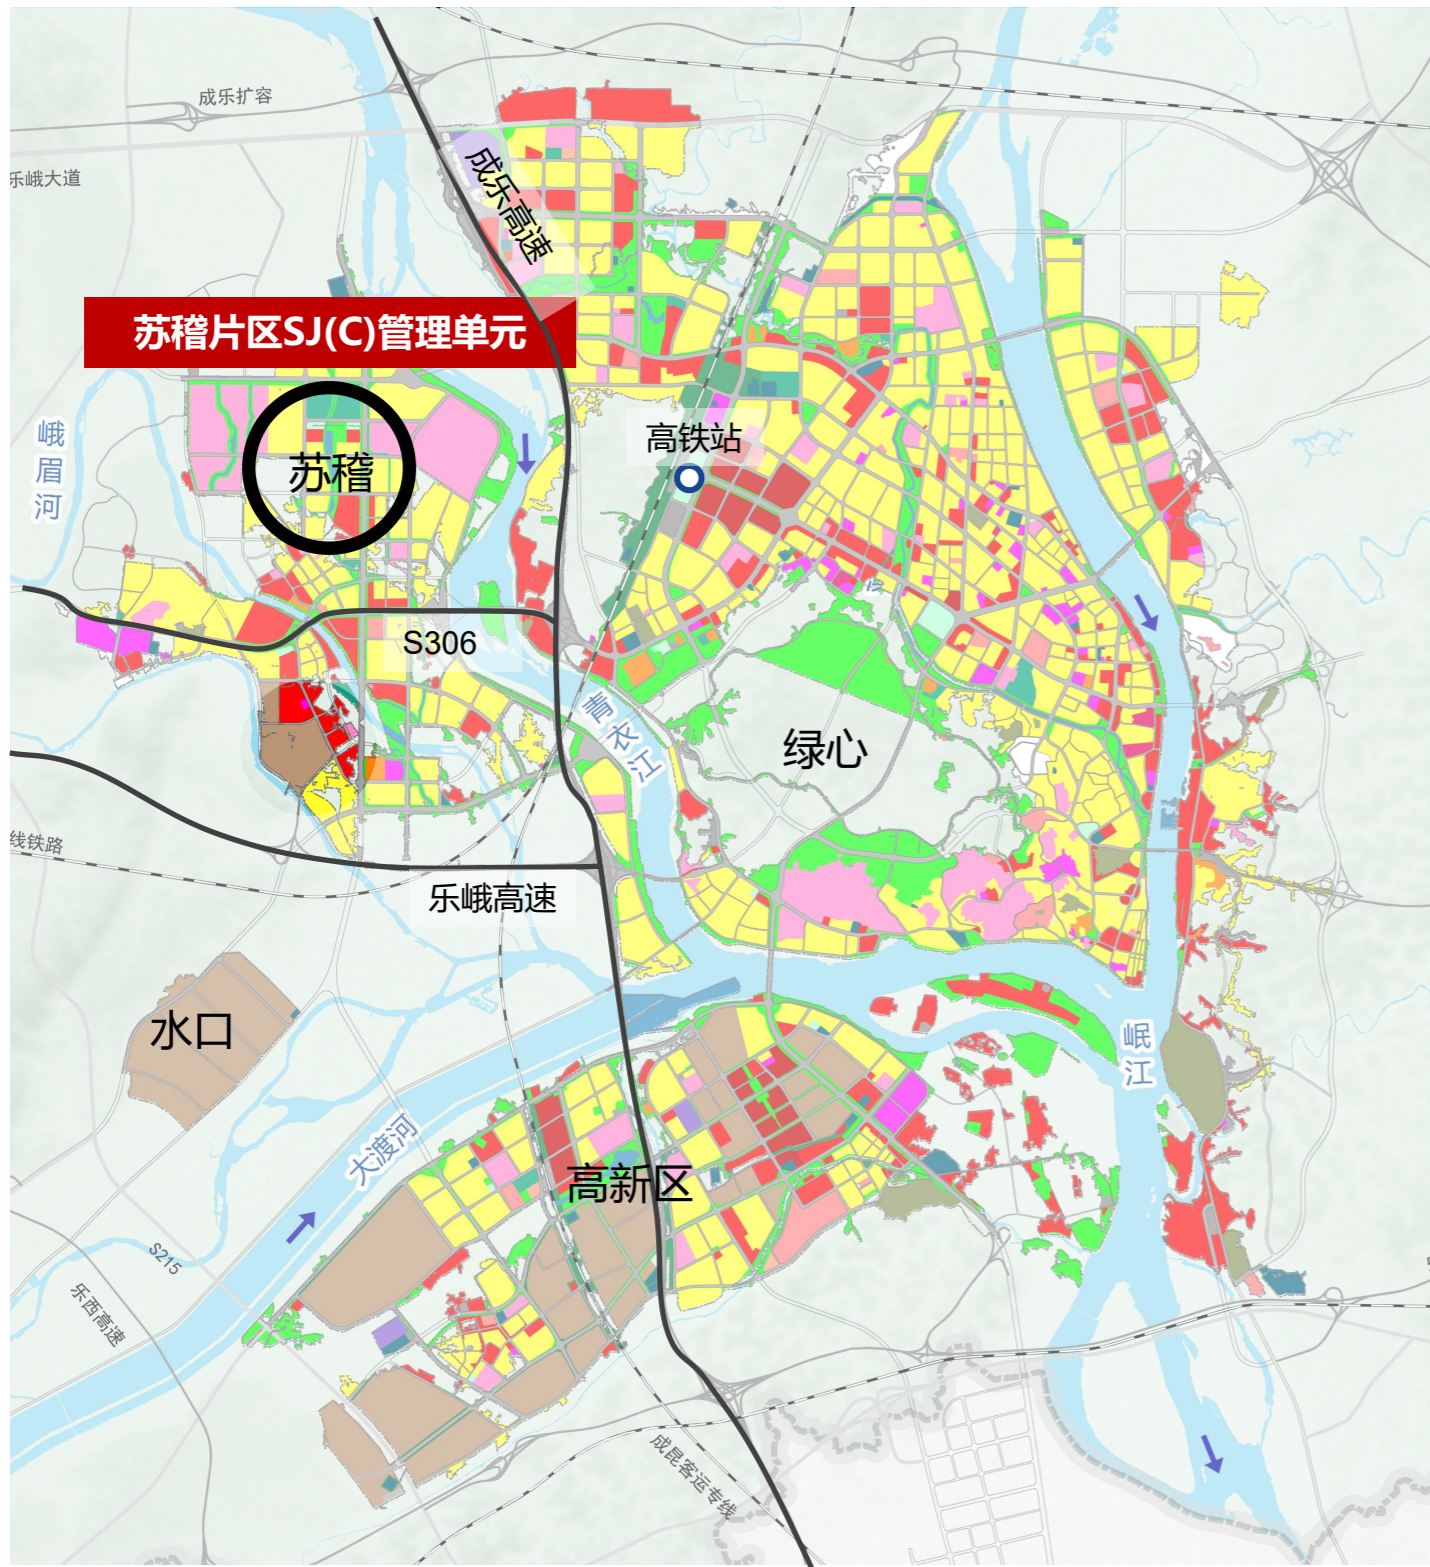 成乐扩容
乐峨大道
成乐高速
苏稽片区SJ(C)管理单元
峨眉河
苏稽
高铁站
S306
青衣江
绿心
线铁路
乐峨高速
水口
岷江
大渡河
高新区
S215
乐西高速
成昆客运专线